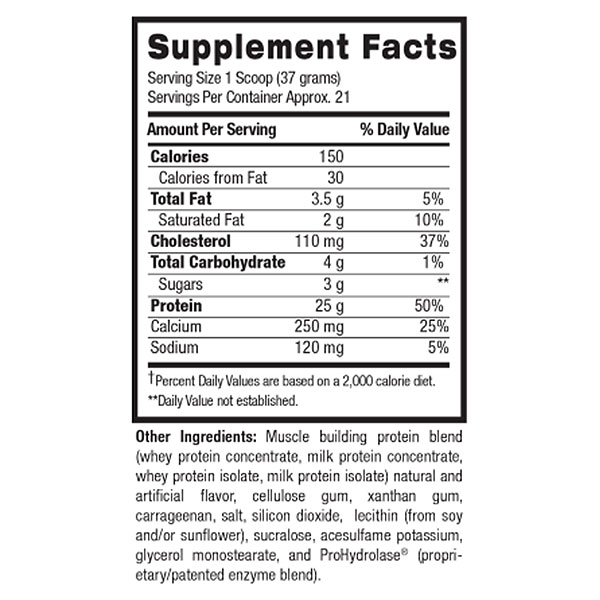 Supplement Facts
Serving Size 1 Scoop (37 grams)
Servings Per Container Approx. 21
Amount Per Serving % Daily Value
Calories 150
Calories from Fat 30
Total Fat 3.5 g 5%
Saturated Fat 2 g 10%
Cholesterol 110 mg 37%
Total Carbohydrate 4 g 1%
Sugars 3 g **
Protein 25 g 50%
Calcium 250 mg 25%
Sodium 120 mg 5%
†Percent Daily Values are based on a 2,000 calorie diet.
**Daily Value not established.
Other Ingredients: Muscle building protein blend
(whey protein concentrate, milk protein concentrate,
whey protein isolate, milk protein isolate) natural and
artificial flavor, cellulose gum, xanthan gum,
carrageenan, salt, silicon dioxide, lecithin (from soy
and/or sunflower), sucralose, acesulfame potassium,
glycerol monostearate, and ProHydrolase® (propri-
etary/patented enzyme blend).